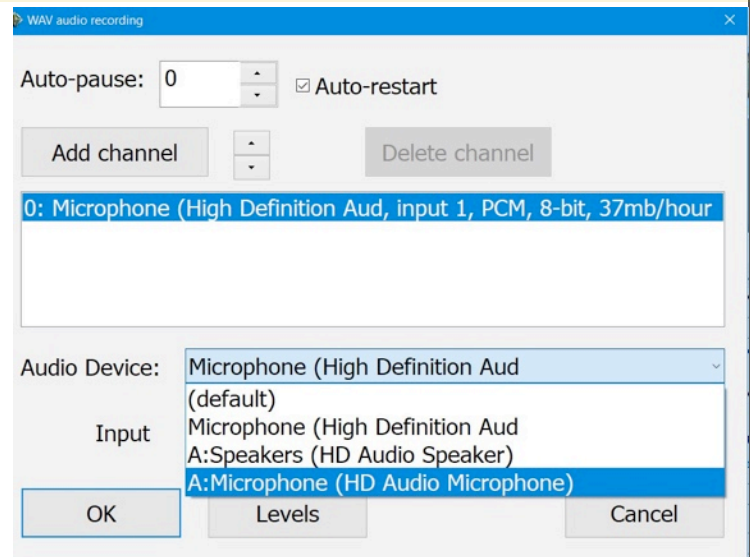 WAV audio recording
Auto-pause: 0 Auto-restart
Add channel Delete channel
0: Microphone (High Definition Aud, input 1, PCM, 8-bit, 37mb/hour
Audio Device: Microphone (High Definition Aud
(default)
Input Microphone (High Definition Aud
A:Speakers (HD Audio Speaker)
A:Microphone (HD Audio Microphone)
OK Levels Cancel